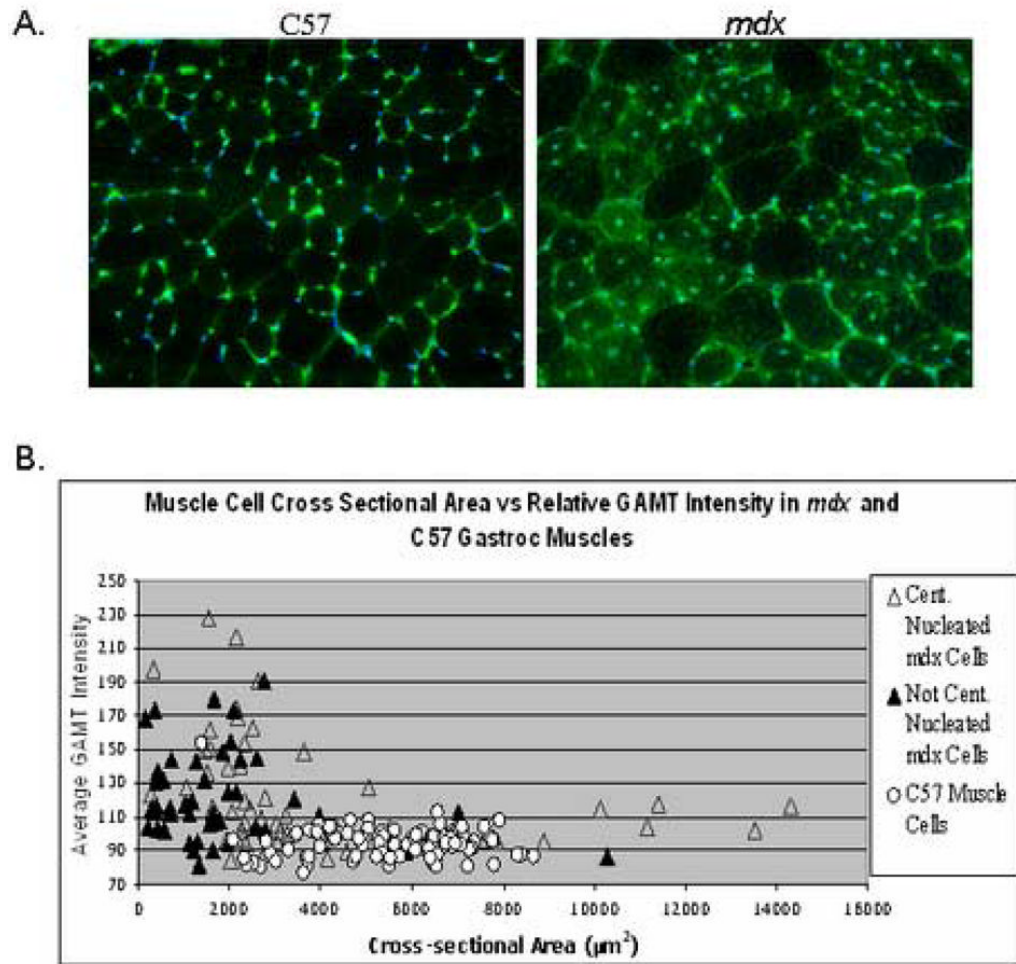 A.
C57
mdx
B.
Muscle Cell Cross Sectional Area vs Relative GAMT Intensity in mdx and
C57 Gastroc Muscles
Average GAMT Intensity
250
230
210
190
170
150
130
110
90
70
0
2000
4000
6000
8000
10000
12000
14000
16000
Cross-sectional Area (µm²)
Cent.
Nucleated
mdx Cells
Not Cent.
Nucleated
mdx Cells
C57 Muscle
Cells